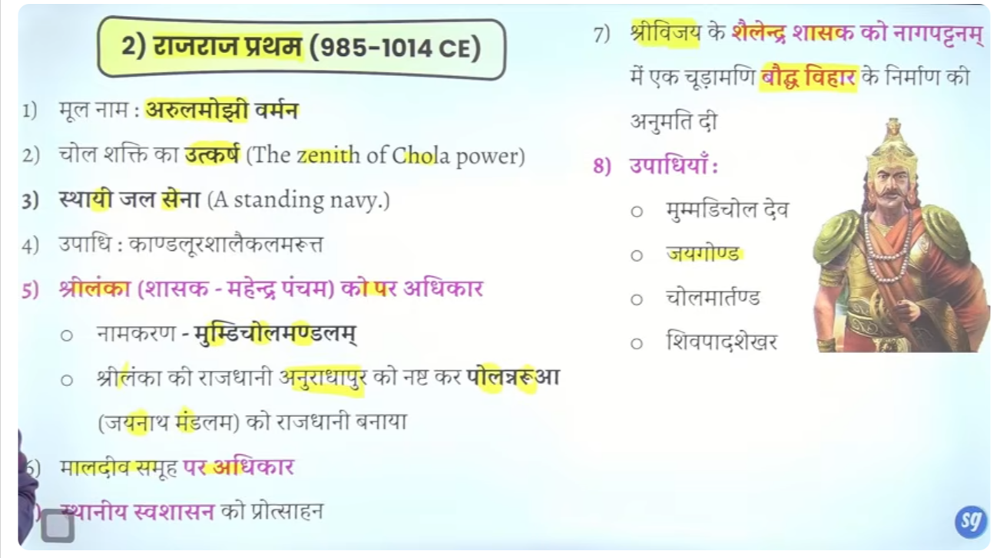 2) राजराज प्रथम (985-1014 CE)
1) मूल नाम : अरुलमोझी वर्मन
2) चोल शक्ति का उत्कर्ष (The zenith of Chola power)
3) स्थायी जल सेना (A standing navy.)
4) उपाधि : काण्डलूरशालैकलमरूत्त
5) श्रीलंका (शासक - महेन्द्र पंचम) को पर अधिकार
○ नामकरण - मुम्डिचोलमण्डलम्
○ श्रीलंका की राजधानी अनुराधापुर को नष्ट कर पोलन्नरूआ
(जयनाथ मंडलम) को राजधानी बनाया
6) मालदीव समूह पर अधिकार
) स्थानीय स्वशासन को प्रोत्साहन
7) श्रीविजय के शैलेन्द्र शासक को नागपट्टनम्
में एक चूड़ामणि बौद्ध विहार के निर्माण की
अनुमति दी
8) उपाधियाँ :
○ मुम्मडिचोल देव
○ जयगोण्ड
○ चोलमार्तण्ड
○ शिवपादशेखर
sg